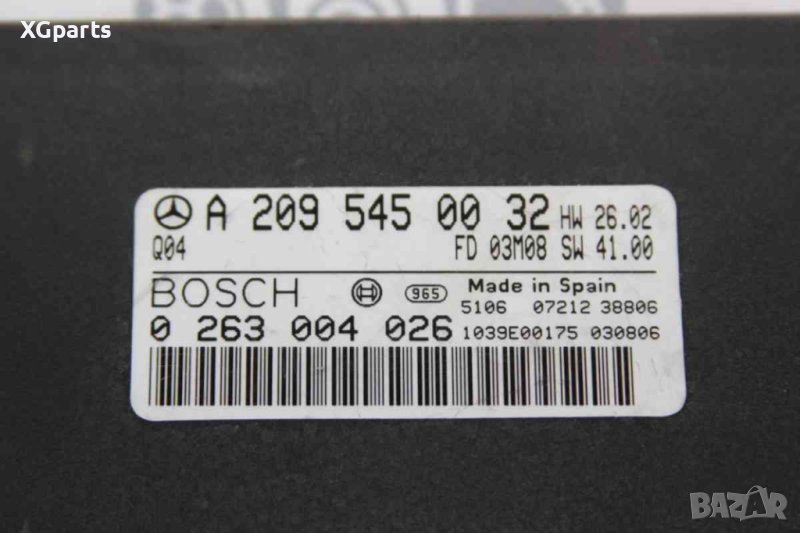 XGparts
A 209 545 00 32 HW 26.02
Q04 FD 03M08 SW 41.00
BOSCH 965 Made in Spain
5106 07212 38806
0 263 004 026 1039E00175 030806
BAZAR